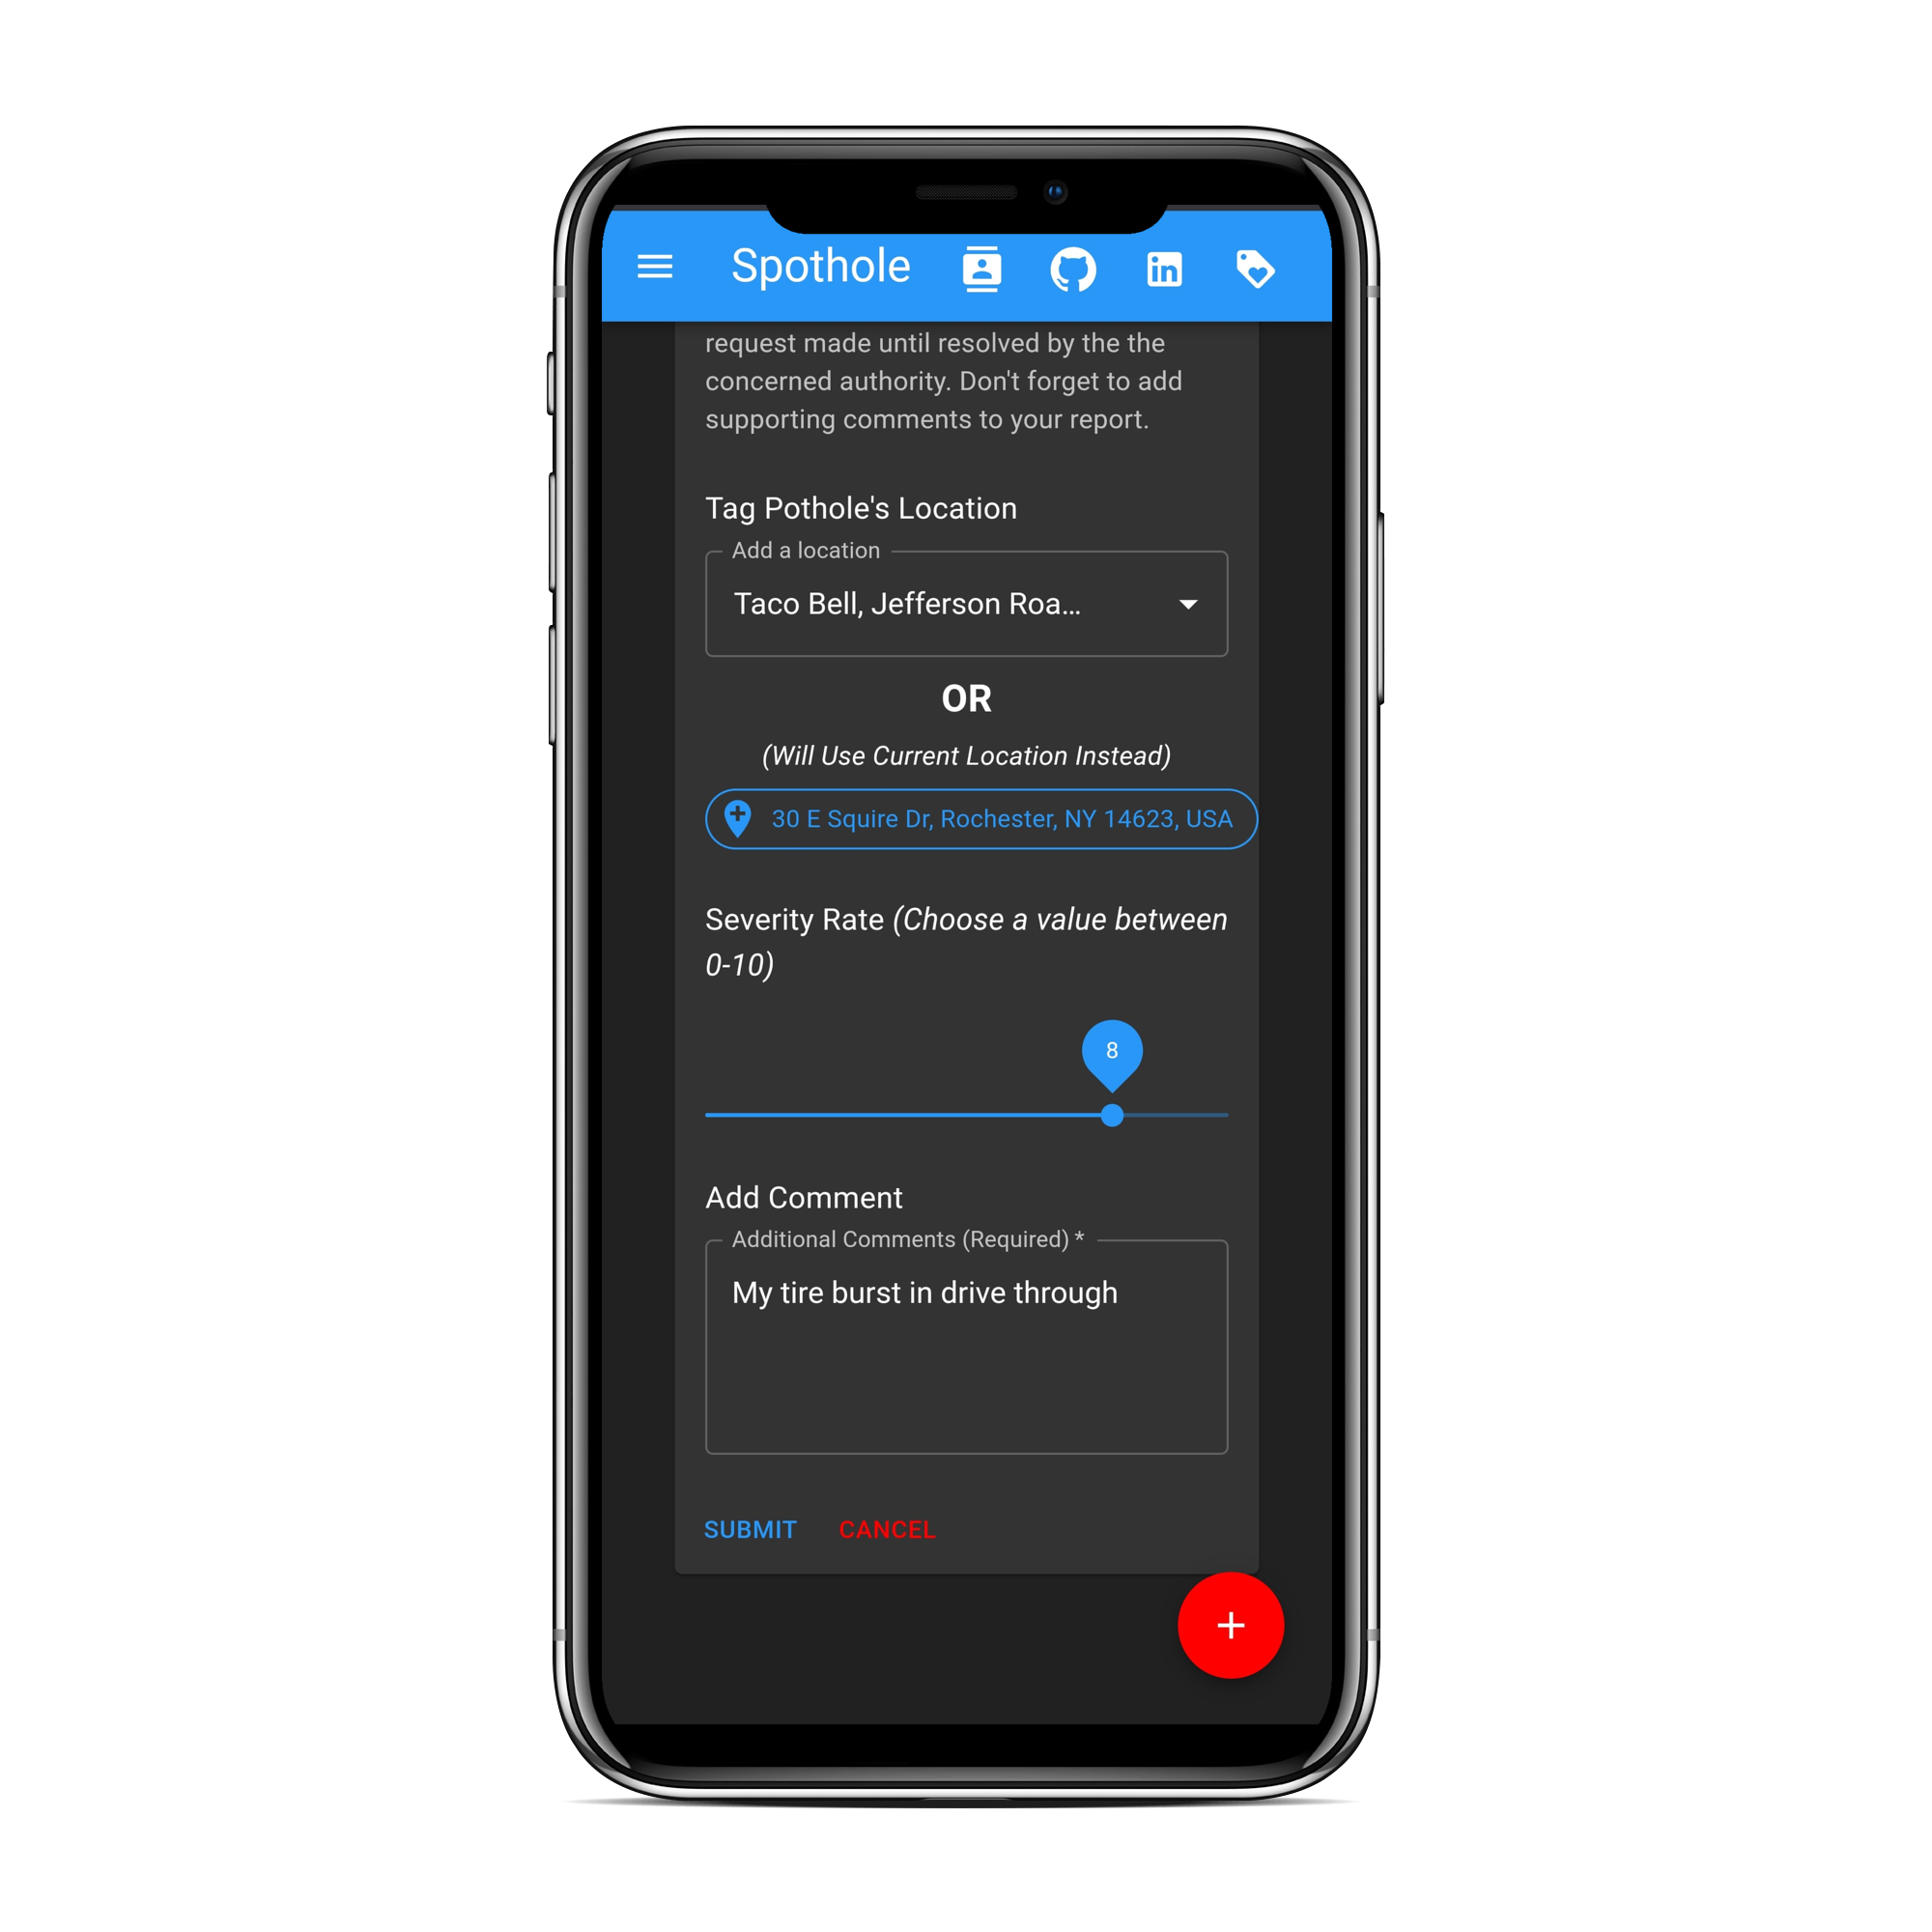 Spothole
request made until resolved by the the
concerned authority. Don't forget to add
supporting comments to your report.
Tag Pothole's Location
Add a location
Taco Bell, Jefferson Roa...
OR
(Will Use Current Location Instead)
30 E Squire Dr, Rochester, NY 14623, USA
Severity Rate (Choose a value between
0-10)
8
Add Comment
Additional Comments (Required) *
My tire burst in drive through
SUBMIT CANCEL